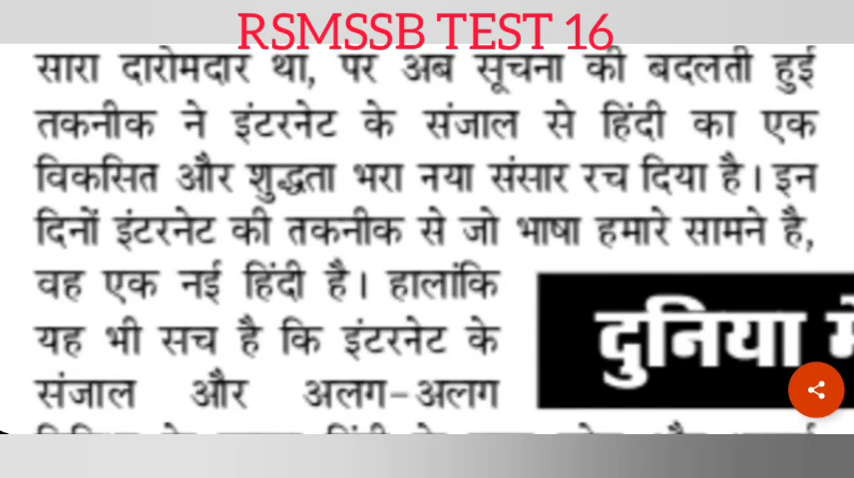 RSMSSB TEST 16
सारा दारोमदार था, पर अब सूचना की बदलती हुई
तकनीक ने इंटरनेट के संजाल से हिंदी का एक
विकसित और शुद्धता भरा नया संसार रच दिया है। इन
दिनों इंटरनेट की तकनीक से जो भाषा हमारे सामने है,
वह एक नई हिंदी है। हालांकि
यह भी सच है कि इंटरनेट के
संजाल और अलग-अलग
दुनिया में